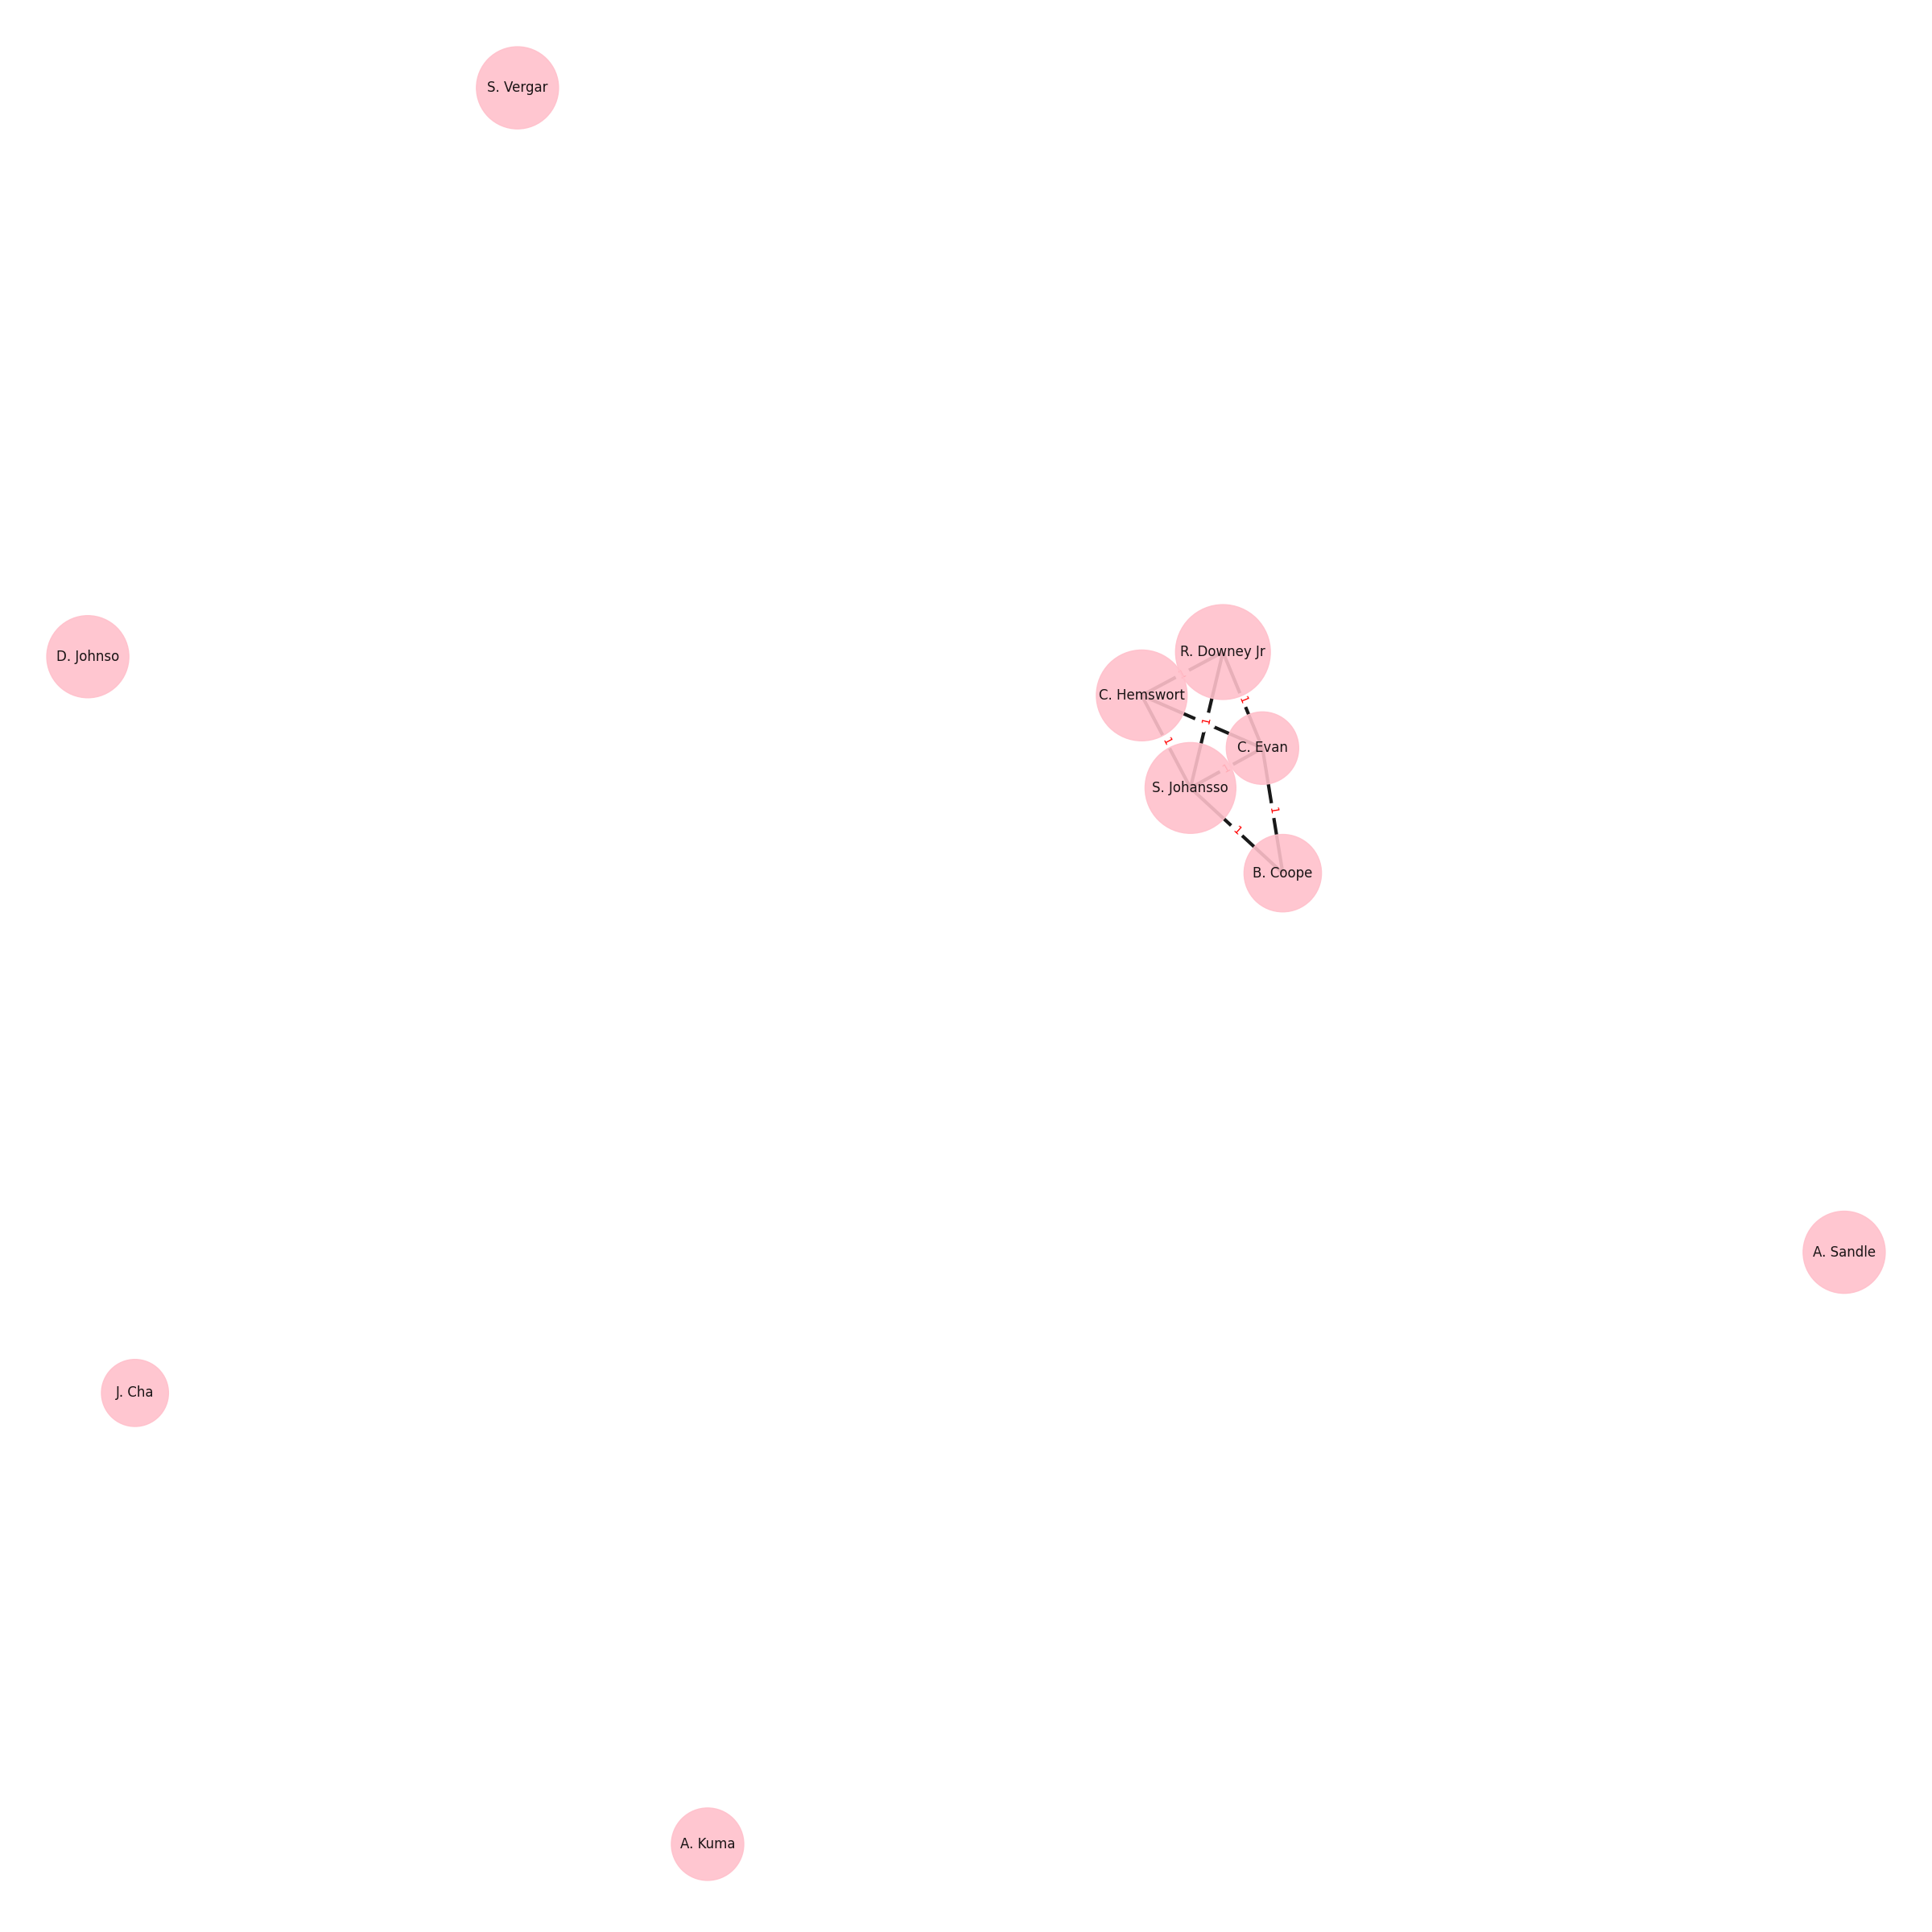 S. Vergar
R. Downey Jr
D. Johnso
C. Hemswort
1
1
1
C. Evan
S. Johansso
1
1
B. Coope
A. Sandle
J. Cha
A. Kuma